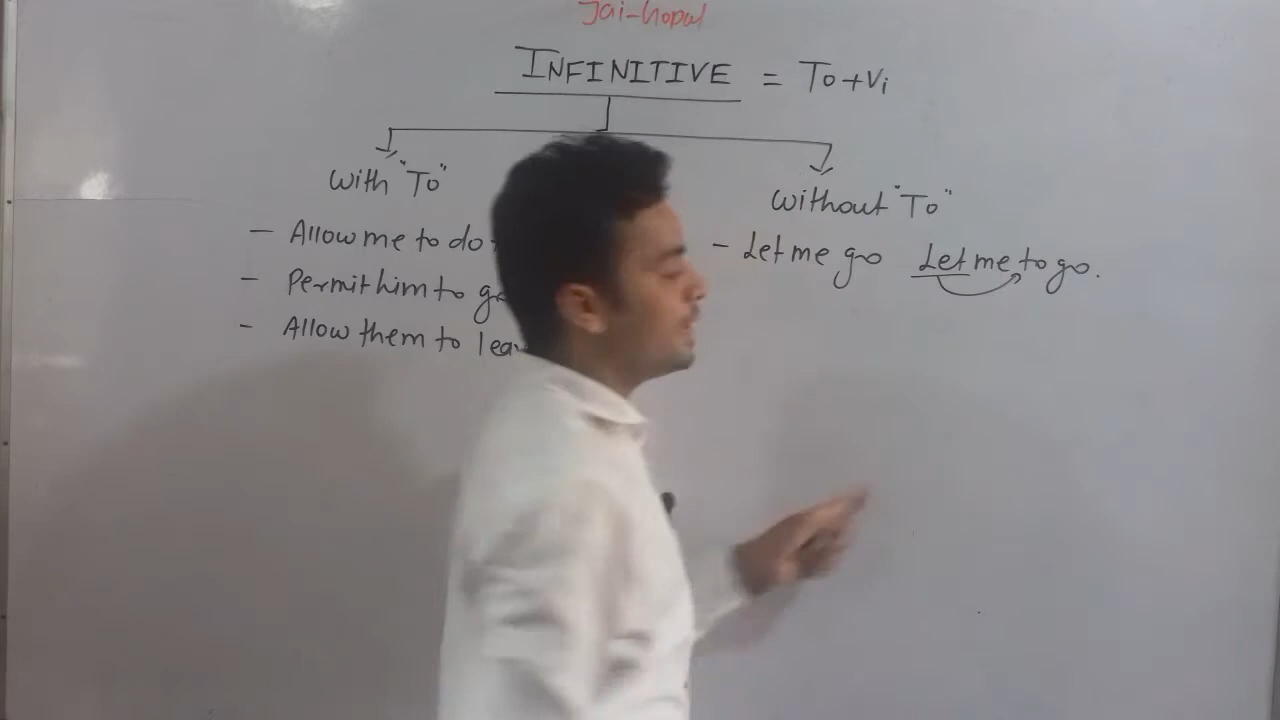 Jai-Gopal
INFINITIVE = To+V₁
With "To"
- Allow me to do
- Permit him to
- Allow them to
Without "To"
- Let me go Let me to go.